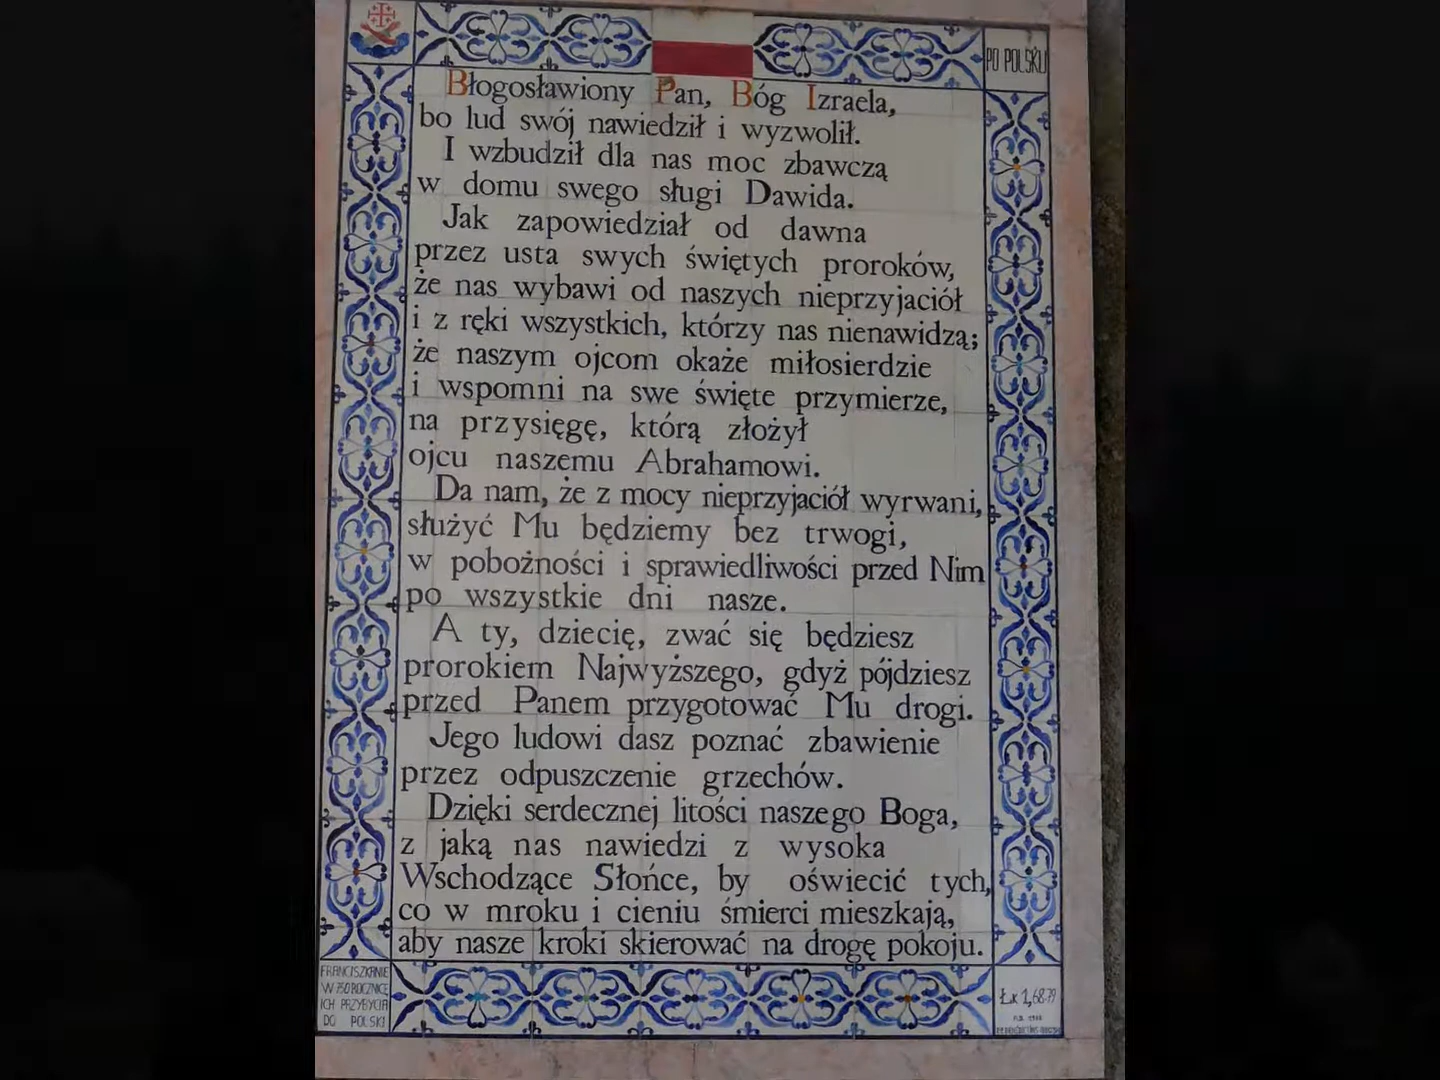 PO POLSKU
Błogosławiony Pan, Bóg Izraela,
bo lud swój nawiedził i wyzwolił.
I wzbudził dla nas moc zbawczą
w domu swego sługi Dawida.
Jak zapowiedział od dawna
przez usta swych świętych proroków,
że nas wybawi od naszych nieprzyjaciół
i z ręki wszystkich, którzy nas nienawidzą;
że naszym ojcom okaże miłosierdzie
i wspomni na swe święte przymierze,
na przysięgę, którą złożył
ojcu naszemu Abrahamowi.
Da nam, że z mocy nieprzyjaciół wyrwani,
służyć Mu będziemy bez trwogi,
w pobożności i sprawiedliwości przed Nim
po wszystkie dni nasze.
A ty, dziecię, zwać się będziesz
prorokiem Najwyższego, gdyż pójdziesz
przed Panem przygotować Mu drogi.
Jego ludowi dasz poznać zbawienie
przez odpuszczenie grzechów.
Dzięki serdecznej litości naszego Boga,
z jaką nas nawiedzi z wysoka
Wschodzące Słońce, by oświecić tych,
co w mroku i cieniu śmierci mieszkają,
aby nasze kroki skierować na drogę pokoju.
FRANCISZKANIE
W 750 ROCZNICĘ
ICH PRZYBYCIA
DO POLSKI
Łk 1,68-79